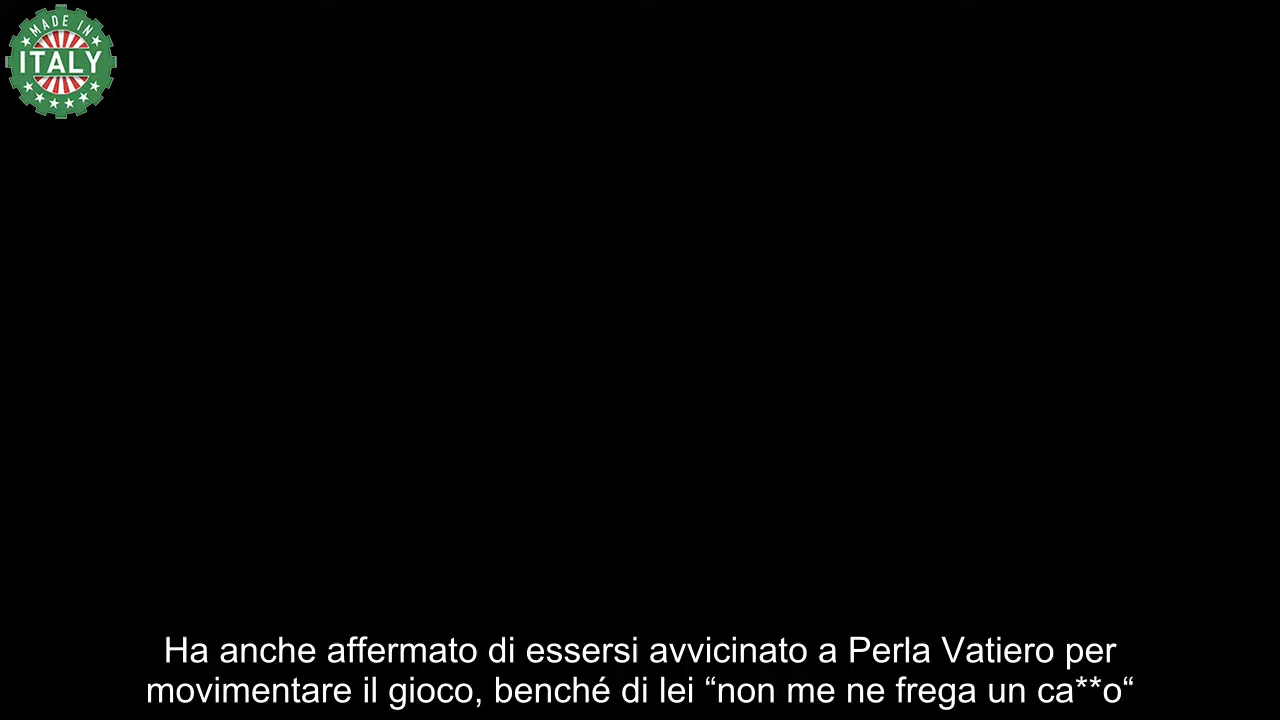 MADE IN
ITALY
Ha anche affermato di essersi avvicinato a Perla Vatiero per
movimentare il gioco, benché di lei “non me ne frega un ca**o“